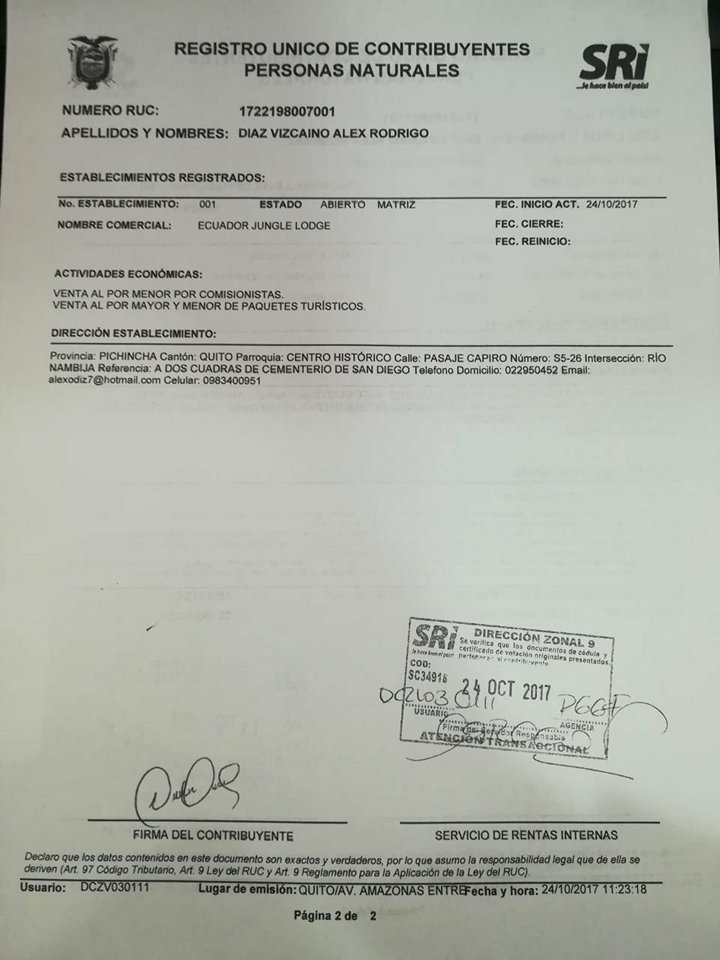 REGISTRO UNICO DE CONTRIBUYENTES
PERSONAS NATURALES
SRi
...le hace bien al país!
NUMERO RUC: 1722198007001
APELLIDOS Y NOMBRES: DIAZ VIZCAINO ALEX RODRIGO
ESTABLECIMIENTOS REGISTRADOS:
No. ESTABLECIMIENTO: 001 ESTADO ABIERTO MATRIZ FEC. INICIO ACT. 24/10/2017
NOMBRE COMERCIAL: ECUADOR JUNGLE LODGE FEC. CIERRE:
FEC. REINICIO:
ACTIVIDADES ECONÓMICAS:
VENTA AL POR MENOR POR COMISIONISTAS.
VENTA AL POR MAYOR Y MENOR DE PAQUETES TURÍSTICOS.
DIRECCIÓN ESTABLECIMIENTO:
Provincia: PICHINCHA Cantón: QUITO Parroquia: CENTRO HISTÓRICO Calle: PASAJE CAPIRO Número: S5-26 Intersección: RÍO
NAMBIJA Referencia: A DOS CUADRAS DE CEMENTERIO DE SAN DIEGO Telefono Domicilio: 022950452 Email:
alexodiz7@hotmail.com Celular: 0983400951
SRi DIRECCIÓN ZONAL 9
Se verifica que los documentos de cédula y
certificado de votación originales presentados,
...le hace bien al país! pertenecen al contribuyente
COD:
SC34918
24 OCT 2017
USUARIO AGENCIA
Firma del Servidor Responsable
ATENCIÓN TRANSACCIONAL
FIRMA DEL CONTRIBUYENTE SERVICIO DE RENTAS INTERNAS
Declaro que los datos contenidos en este documento son exactos y verdaderos, por lo que asumo la responsabilidad legal que de ella se
deriven (Art. 97 Código Tributario, Art. 9 Ley del RUC y Art. 9 Reglamento para la Aplicación de la Ley del RUC).
Usuario: DCZV030111 Lugar de emisión: QUITO/AV. AMAZONAS ENTRE Fecha y hora: 24/10/2017 11:23:18
Página 2 de 2